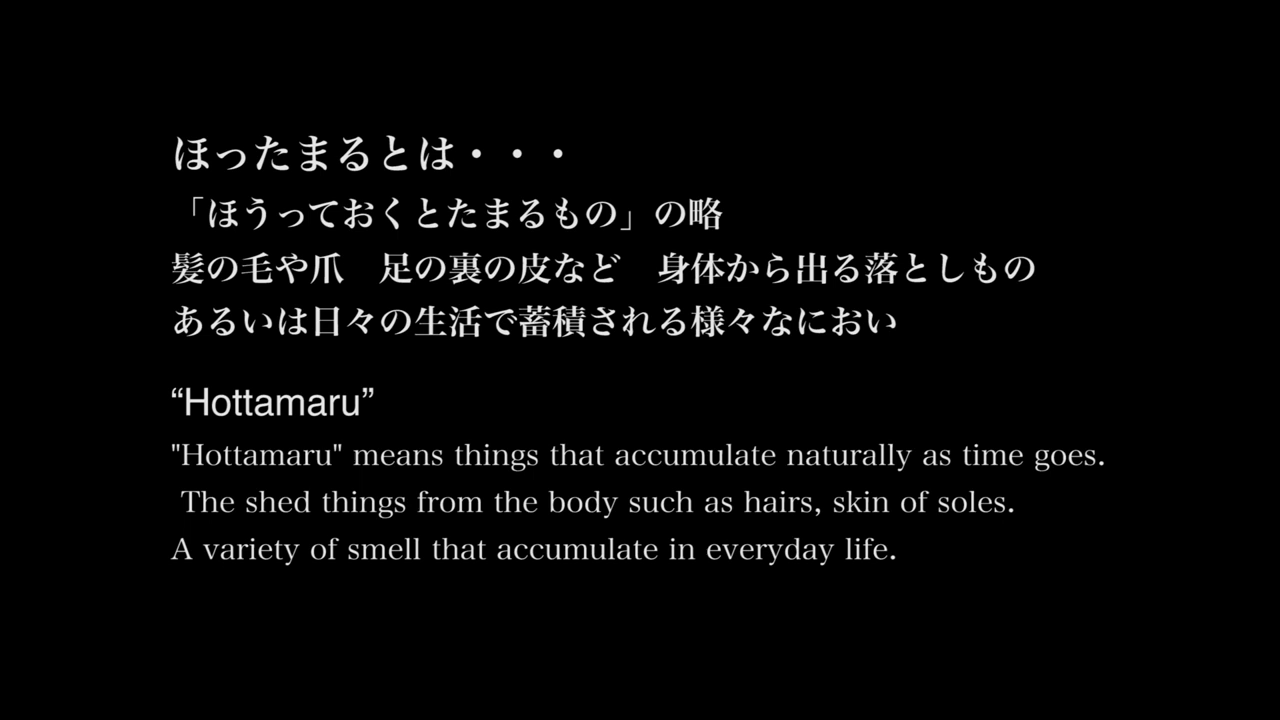 ほったまるとは・・・
「ほうっておくとたまるもの」の略
髪の毛や爪　足の裏の皮など　身体から出る落としもの
あるいは日々の生活で蓄積される様々なにおい
“Hottamaru”
"Hottamaru" means things that accumulate naturally as time goes.
The shed things from the body such as hairs, skin of soles.
A variety of smell that accumulate in everyday life.